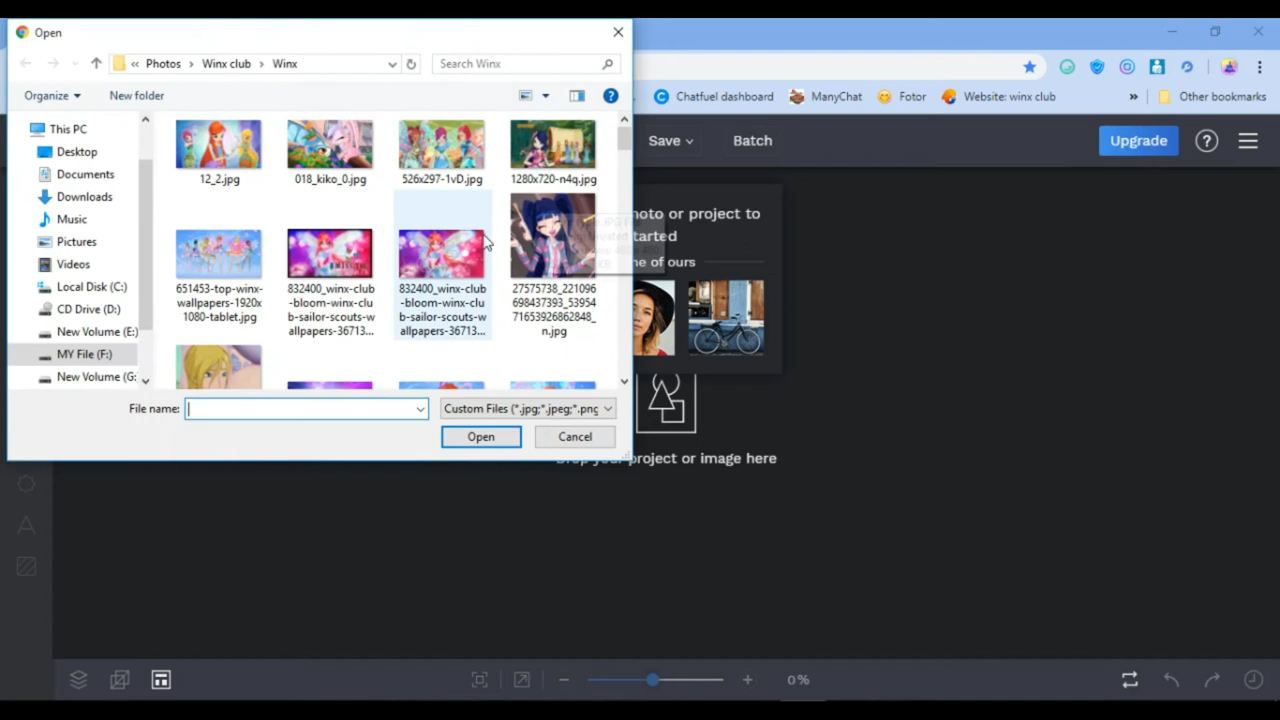 Open
« Photos › Winx club › Winx
Search Winx
Organize
New folder
This PC
Desktop
Documents
Downloads
Music
Pictures
Videos
Local Disk (C:)
CD Drive (D:)
New Volume (E:)
MY File (F:)
New Volume (G:
12_2.jpg
018_kiko_0.jpg
526x297-1vD.jpg
1280x720-n4q.jpg
651453-top-winx-
wallpapers-1920x
1080-tablet.jpg
832400_winx-club
-bloom-winx-clu
b-sailor-scouts-w
allpapers-36713...
832400_winx-club
-bloom-winx-clu
b-sailor-scouts-w
allpapers-36713...
27575738_221096
698437393_53954
71653926862848_
n.jpg
File name:
Custom Files (*.jpg;*.jpeg;*.png
Open
Cancel
Chatfuel dashboard
ManyChat
Fotor
Website: winx club
»
Other bookmarks
Save
Batch
Upgrade
?
hoto or project to
tarted
ne of ours
Drop your project or image here
0 %